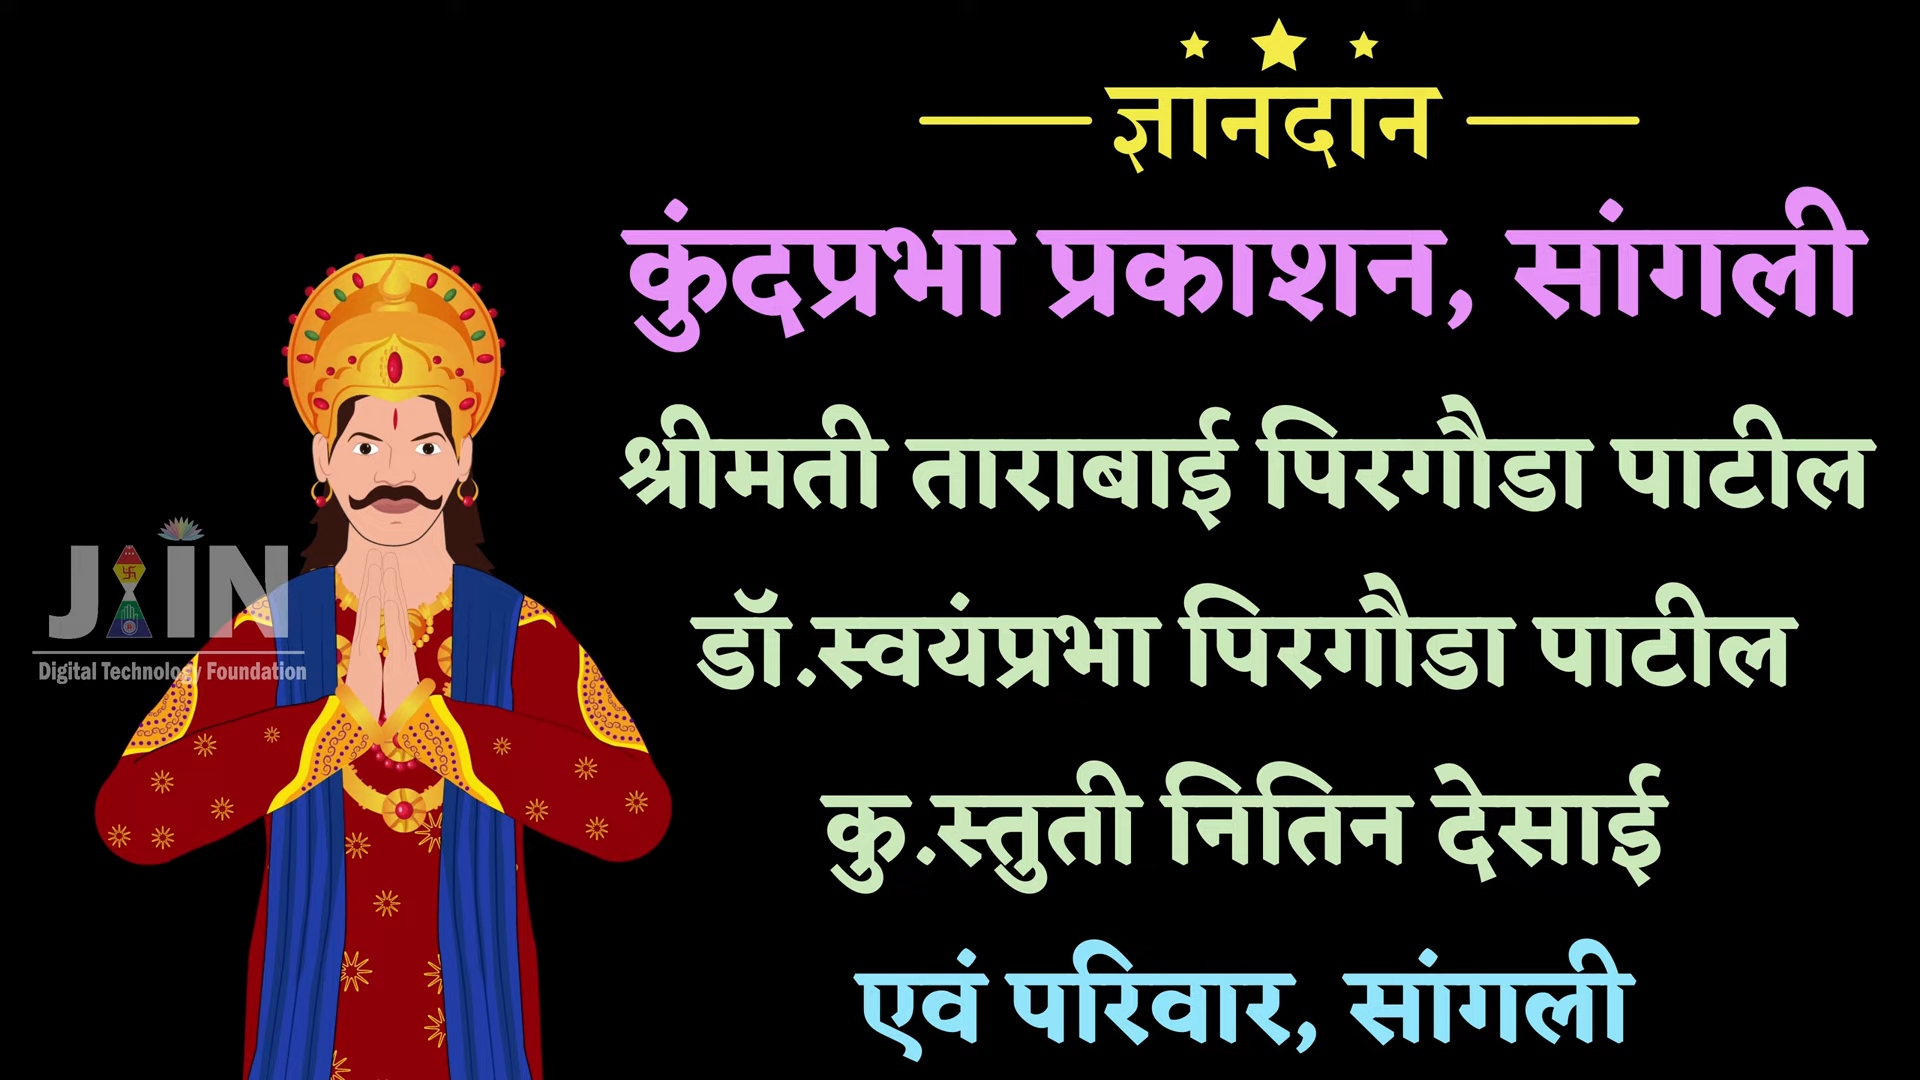 ज्ञानदान
कुंदप्रभा प्रकाशन, सांगली
श्रीमती ताराबाई पिरगौडा पाटील
डॉ.स्वयंप्रभा पिरगौडा पाटील
कु.स्तुती नितिन देसाई
एवं परिवार, सांगली
JAIN
Digital Technology Foundation